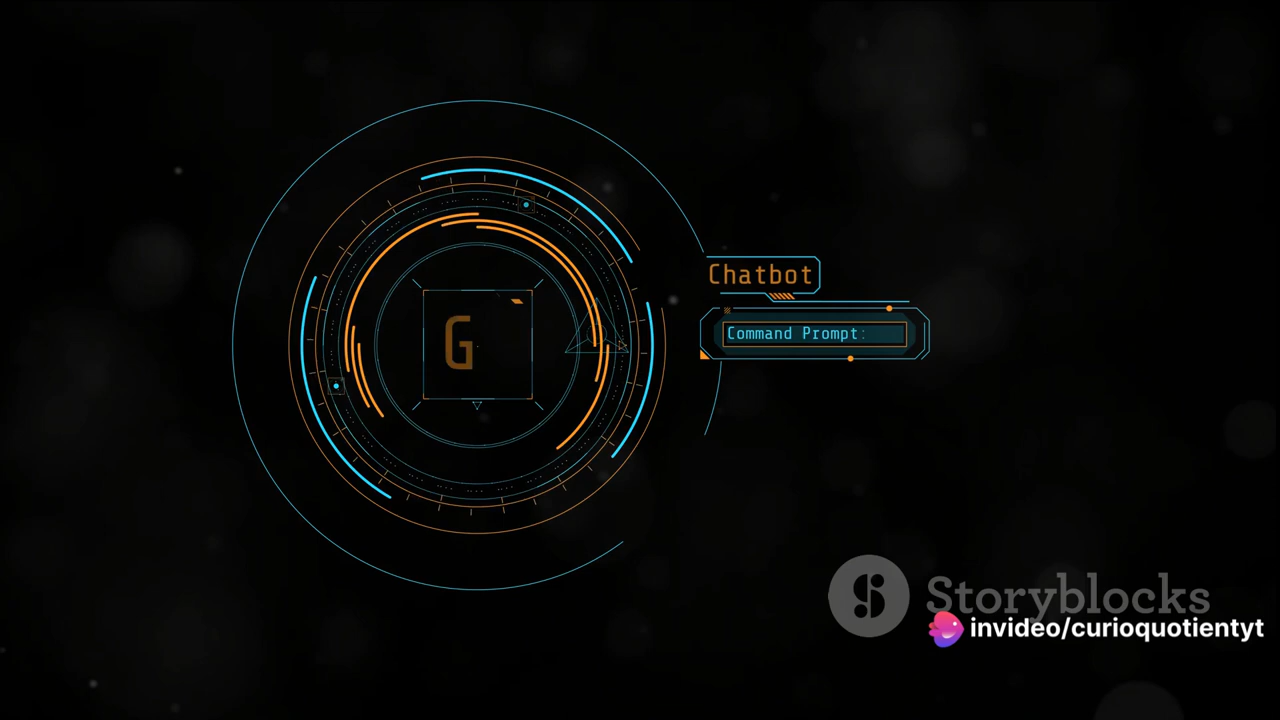 Chatbot
G
Command Prompt:
Storyblocks
invideo/curioquotientyt